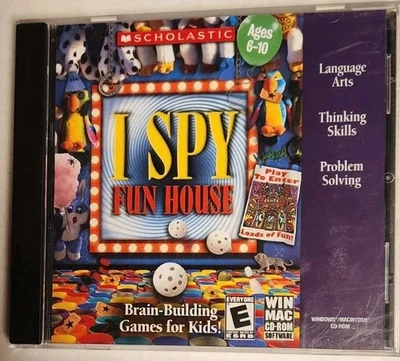 SCHOLASTIC
Ages
6-10
Language
Arts
Thinking
Skills
Problem
Solving
I SPY
FUN HOUSE
Play
To Enter
Loads of Fun!
Brain-Building
Games for Kids!
EVERYONE
E
ESRB
WIN
MAC
CD-ROM
SOFTWARE
WINDOWS/MACINTOSH
CD-ROM